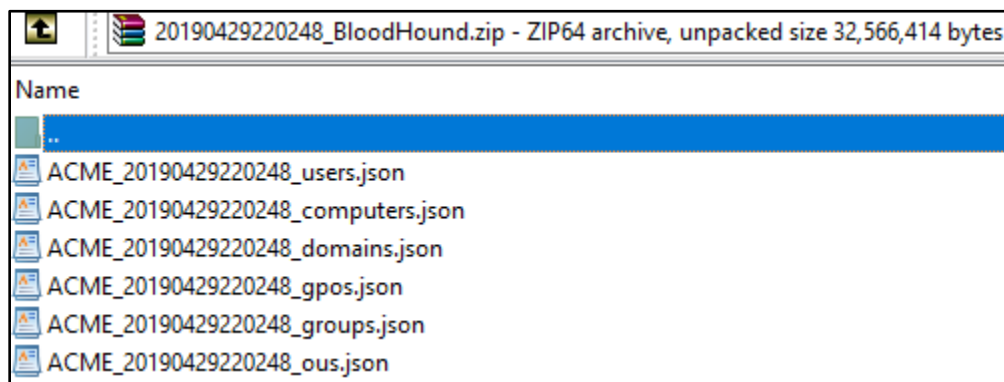 20190429220248_BloodHound.zip - ZIP64 archive, unpacked size 32,566,414 bytes
Name
..
ACME_20190429220248_users.json
ACME_20190429220248_computers.json
ACME_20190429220248_domains.json
ACME_20190429220248_gpos.json
ACME_20190429220248_groups.json
ACME_20190429220248_ous.json